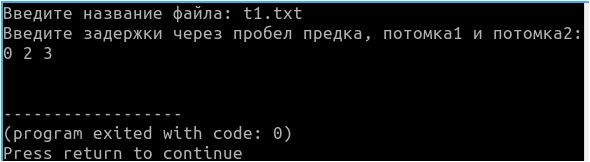 Введите название файла: t1.txt
Введите задержки через пробел предка, потомка1 и потомка2:
0 2 3
------------------
(program exited with code: 0)
Press return to continue